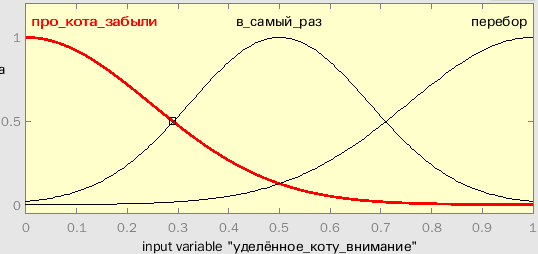 про_кота_забыли в_самый_раз перебор
1
а
0.5
0
0 0.1 0.2 0.3 0.4 0.5 0.6 0.7 0.8 0.9 1
input variable "уделённое_коту_внимание"